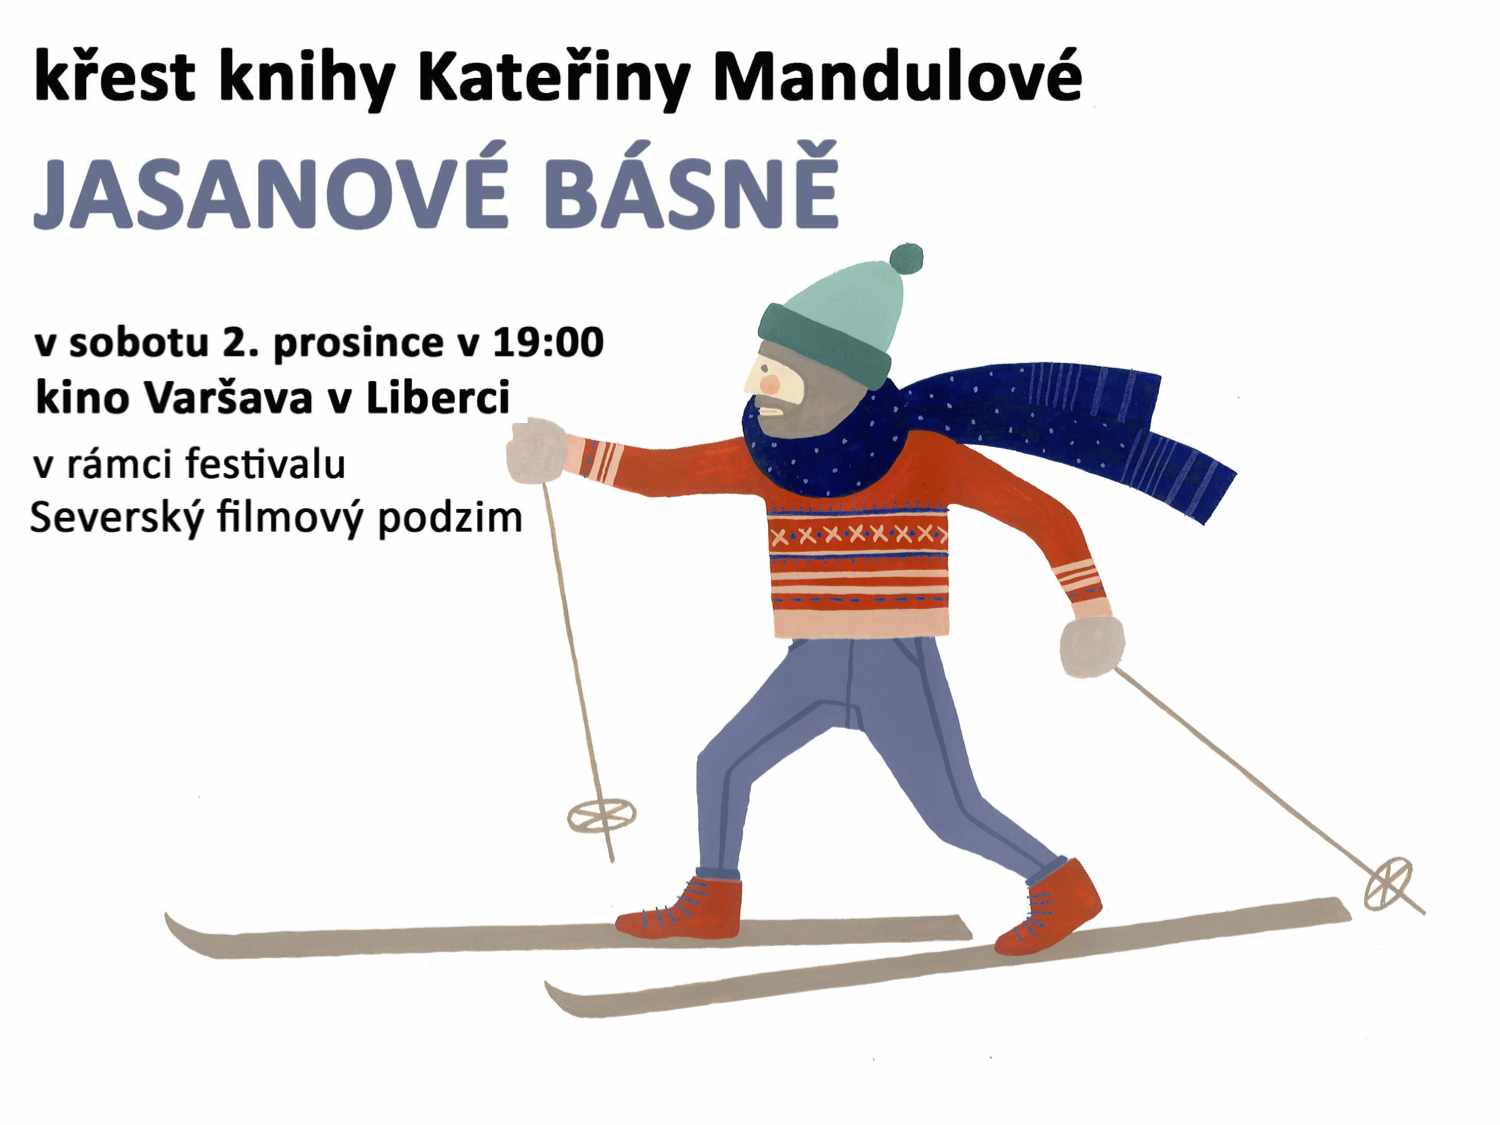 křest knihy Kateřiny Mandulové
JASANOVÉ BÁSNĚ
v sobotu 2. prosince v 19:00
kino Varšava v Liberci
v rámci festivalu
Severský filmový podzim